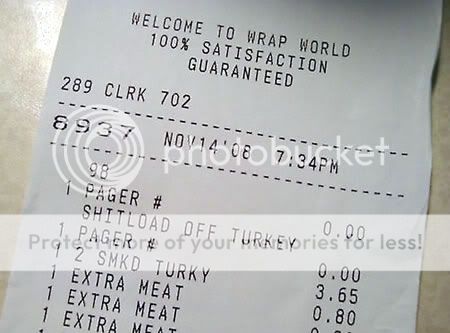 WELCOME TO WRAP WORLD
100% SATISFACTION
GUARANTEED
289 CLRK 702
8937 NOV14'08 7:34PM
98
1 PAGER # 0.00
SHITLOAD OFF TURKEY
1 PAGER # 0.00
1 2 SMKD TURKY 3.65
1 EXTRA MEAT 0.80
1 EXTRA MEAT
1 EXTRA MEAT
photobucket
Protect more of your memories for less!